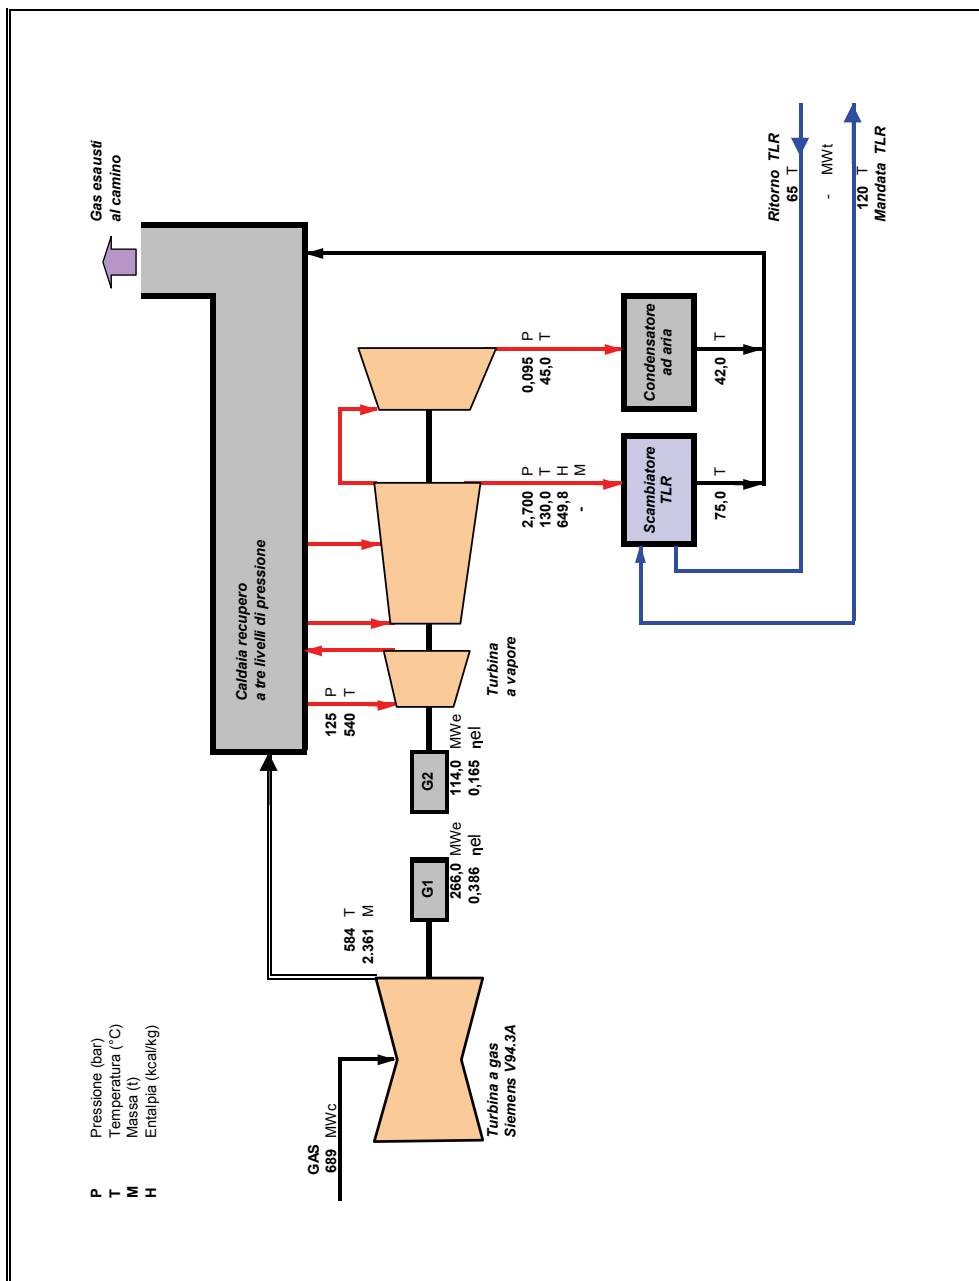 P Pressione (bar)
T Temperatura (°C)
M Massa (t)
H Entalpia (kcal/kg)
Gas esausti
al camino
Caldaia recupero
a tre livelli di pressione
GAS
689 MWc
Turbina a gas
Siemens V94.3A
584 T
2.361 M
G1
266,0 MWe
0,386 ηel
G2
114,0 MWe
0,165 ηel
125 P
540 T
Turbina
a vapore
2,700 P
130,0 T
649,8 H
- M
0,095 P
45,0 T
Scambiatore
TLR
Condensatore
ad aria
75,0 T
42,0 T
Ritorno TLR
65 T
- MWt
120 T
Mandata TLR